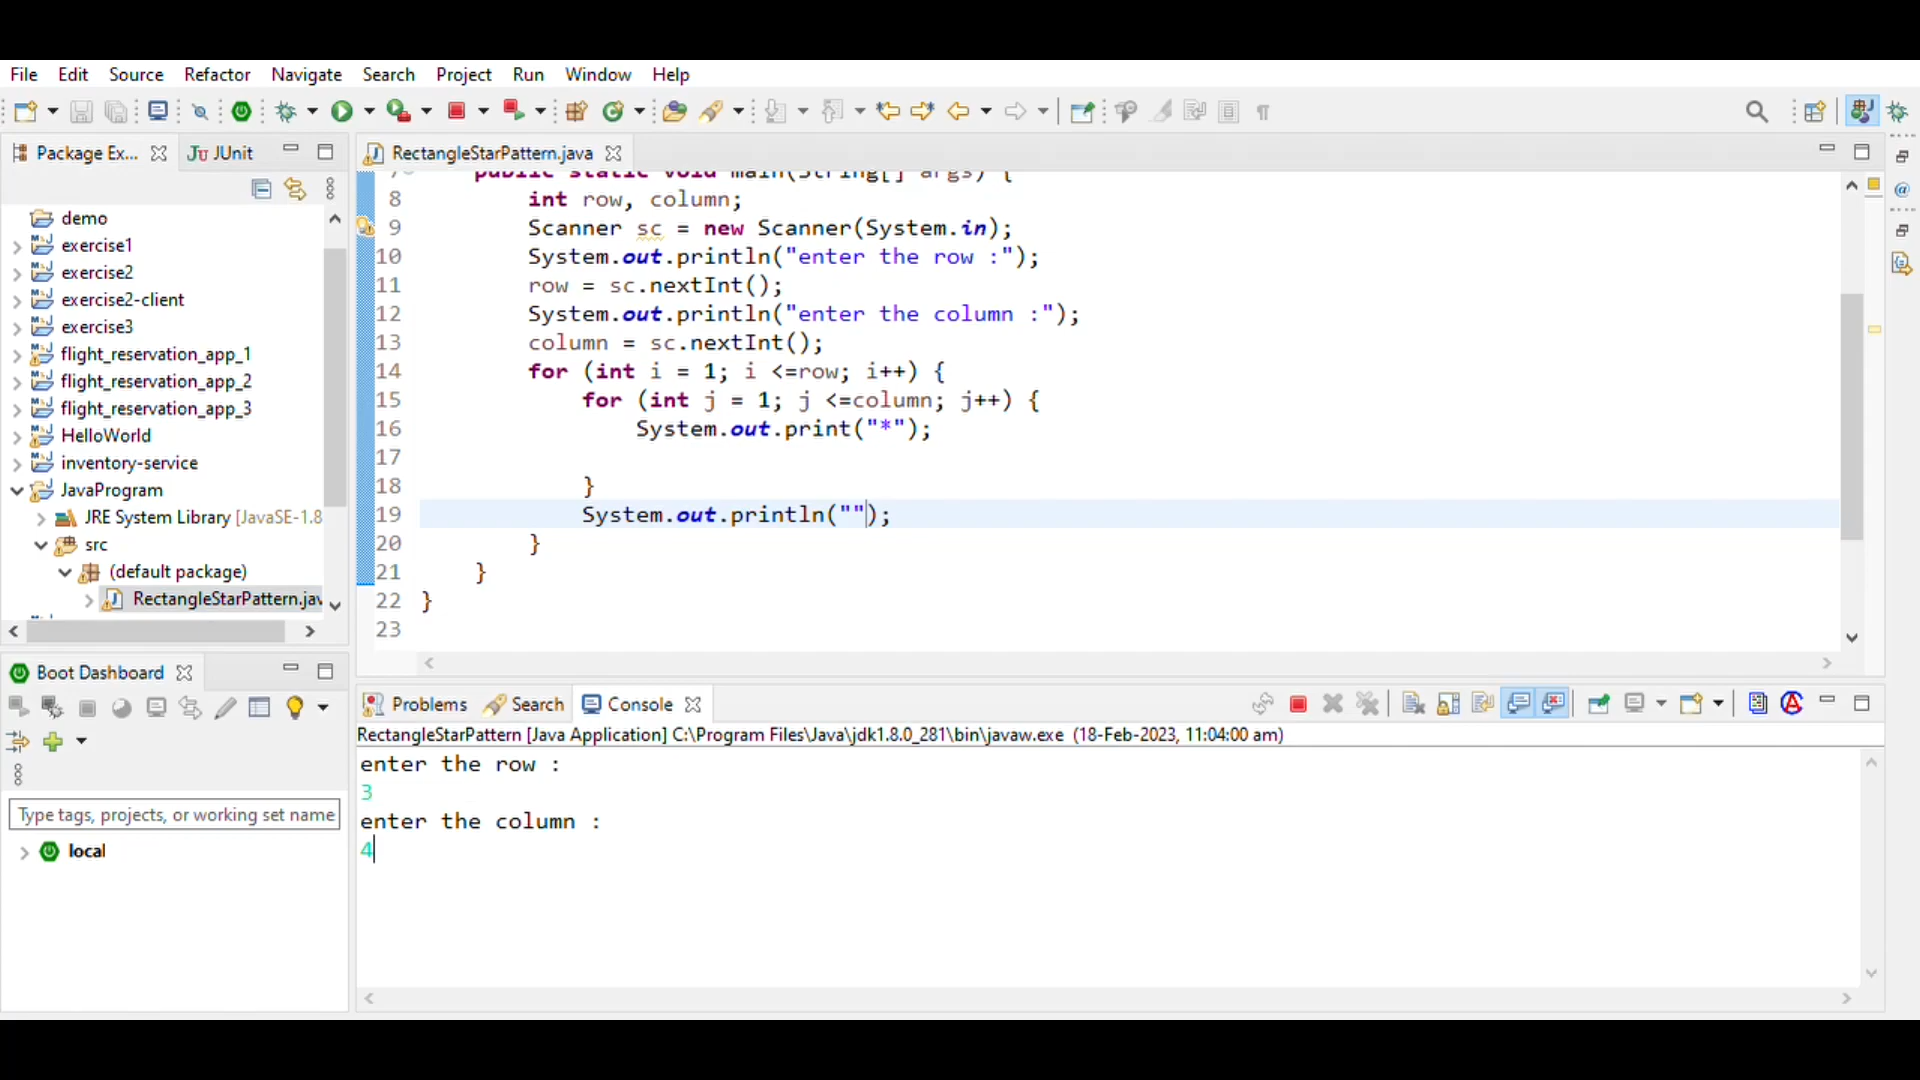 File Edit Source Refactor Navigate Search Project Run Window Help
Package Ex... JUnit
RectangleStarPattern.java
demo
exercise1
exercise2
exercise2-client
exercise3
flight_reservation_app_1
flight_reservation_app_2
flight_reservation_app_3
HelloWorld
inventory-service
JavaProgram
JRE System Library [JavaSE-1.8
src
(default package)
RectangleStarPattern.jav
7 public static void main(String[] args) {
8 int row, column;
9 Scanner sc = new Scanner(System.in);
10 System.out.println("enter the row :");
11 row = sc.nextInt();
12 System.out.println("enter the column :");
13 column = sc.nextInt();
14 for (int i = 1; i <=row; i++) {
15 for (int j = 1; j <=column; j++) {
16 System.out.print("*");
17
18 }
19 System.out.println("");
20 }
21 }
22 }
23
Boot Dashboard
Type tags, projects, or working set name
local
Problems Search Console
RectangleStarPattern [Java Application] C:\Program Files\Java\jdk1.8.0_281\bin\javaw.exe (18-Feb-2023, 11:04:00 am)
enter the row :
3
enter the column :
4